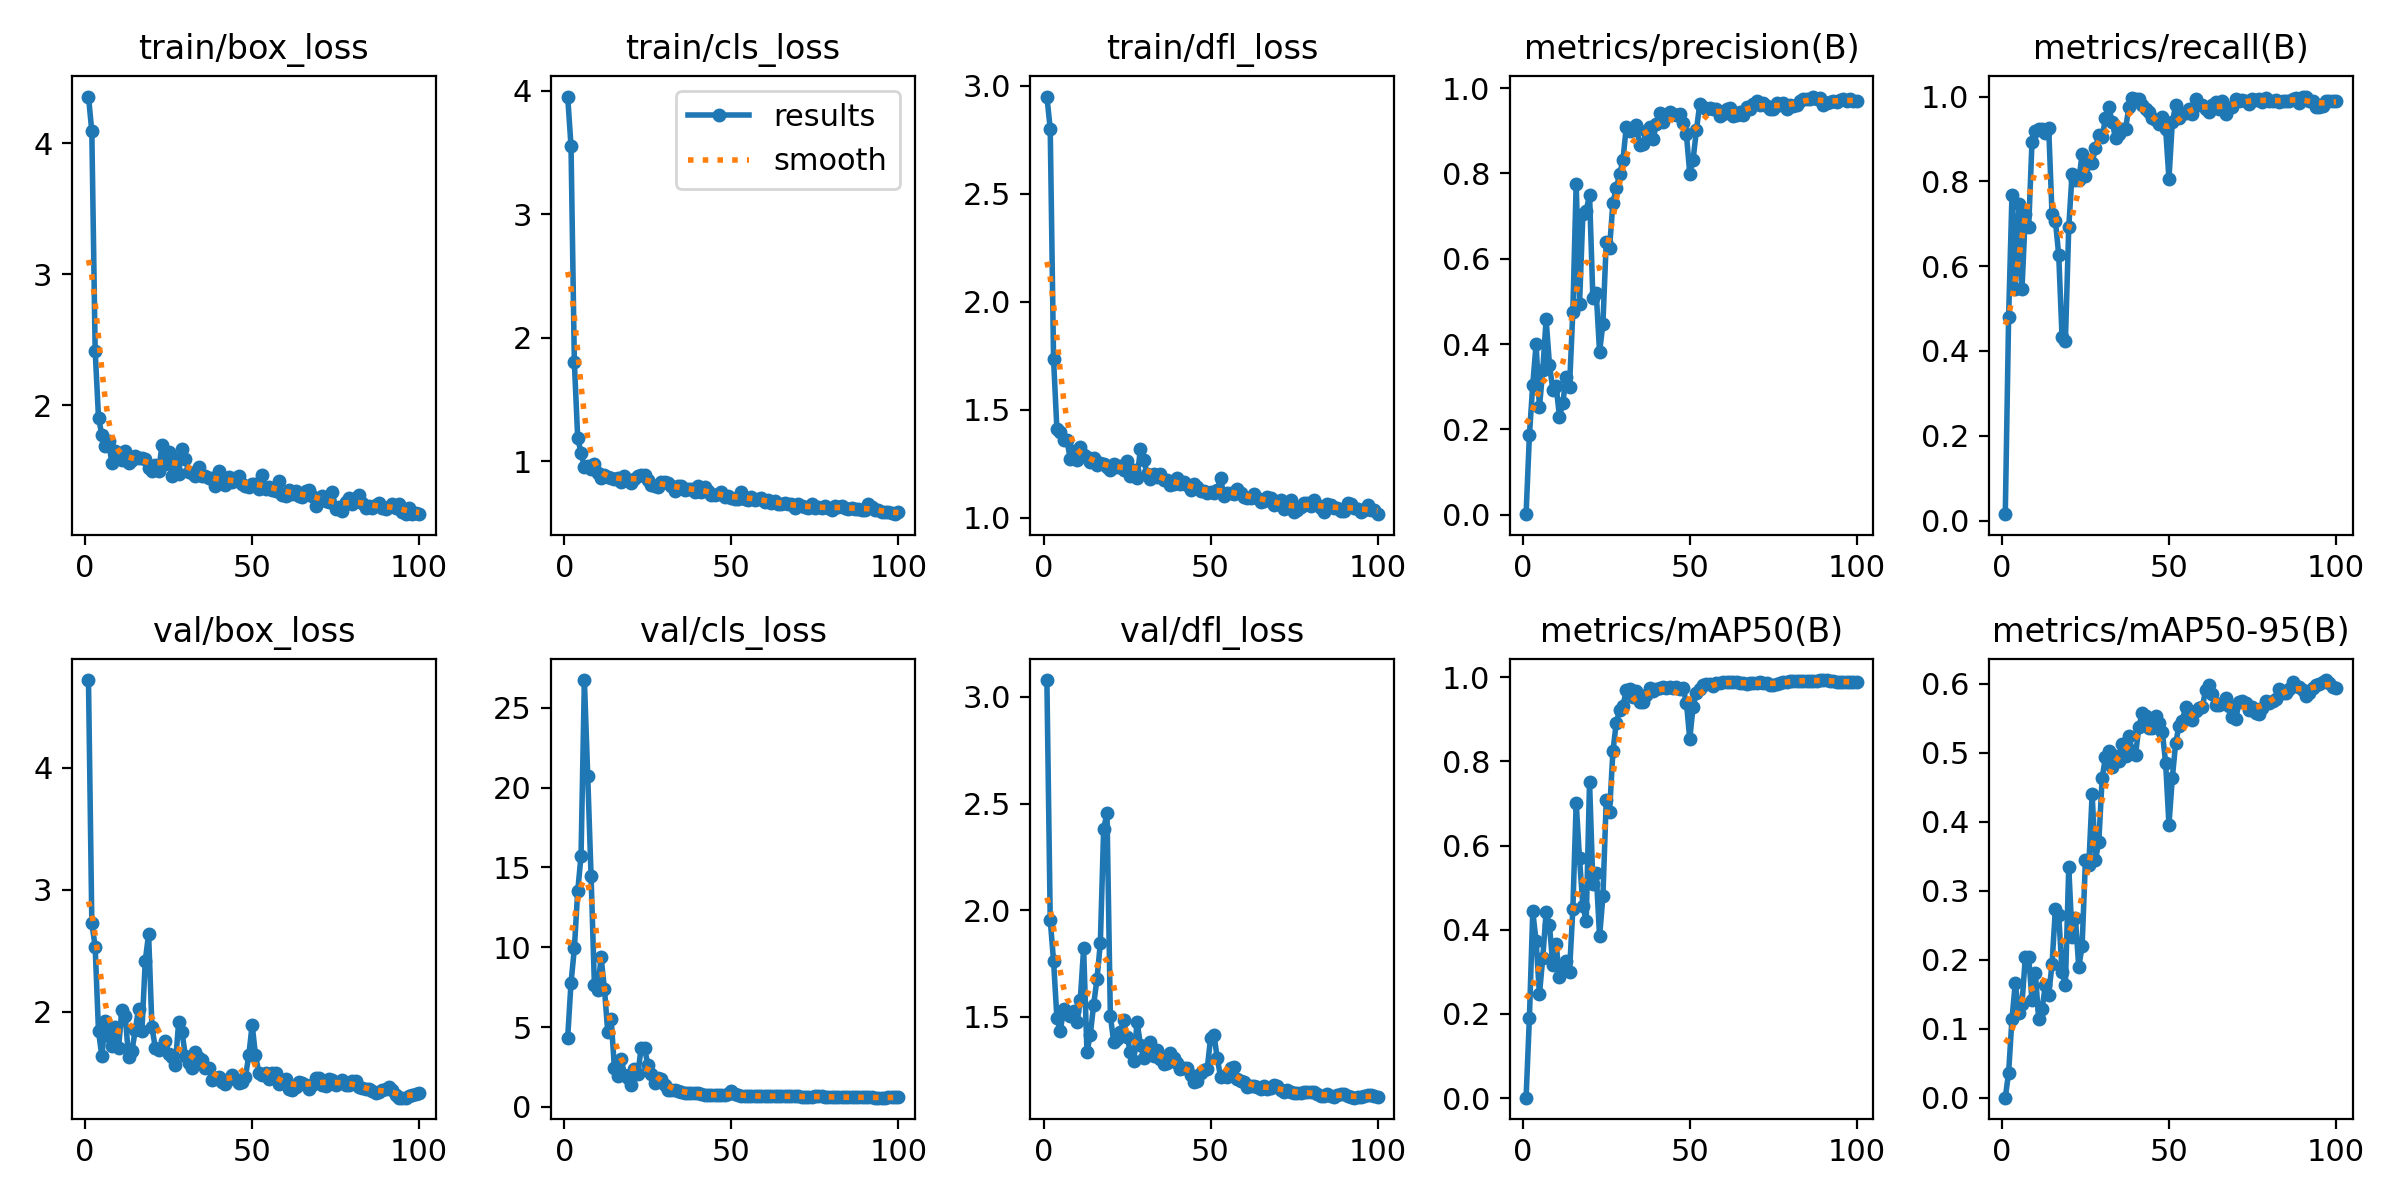 train/box_loss
4
3
2
0 50 100
train/cls_loss
results
smooth
4
3
2
1
0 50 100
train/dfl_loss
3.0
2.5
2.0
1.5
1.0
0 50 100
metrics/precision(B)
1.0
0.8
0.6
0.4
0.2
0.0
0 50 100
metrics/recall(B)
1.0
0.8
0.6
0.4
0.2
0.0
0 50 100
val/box_loss
4
3
2
0 50 100
val/cls_loss
25
20
15
10
5
0
0 50 100
val/dfl_loss
3.0
2.5
2.0
1.5
0 50 100
metrics/mAP50(B)
1.0
0.8
0.6
0.4
0.2
0.0
0 50 100
metrics/mAP50-95(B)
0.6
0.5
0.4
0.3
0.2
0.1
0.0
0 50 100